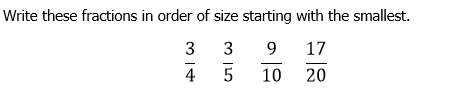 Write these fractions in order of size starting with the smallest.
3/4 3/5 9/10 17/20